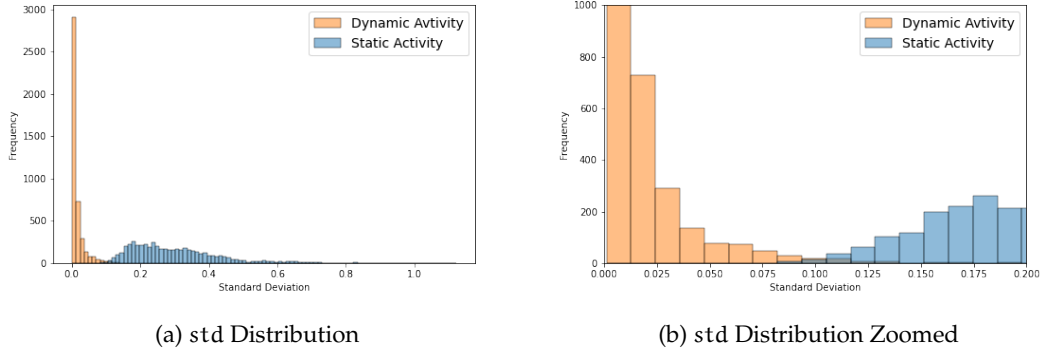 3000
2500
2000
1500
1000
500
0
Frequency
0.0
0.2
0.4
0.6
0.8
1.0
Standard Deviation
Dynamic Avtivity
Static Activity
(a) std Distribution
1000
800
600
400
200
0
Frequency
0.000
0.025
0.050
0.075
0.100
0.125
0.150
0.175
0.200
Standard Deviation
Dynamic Avtivity
Static Activity
(b) std Distribution Zoomed